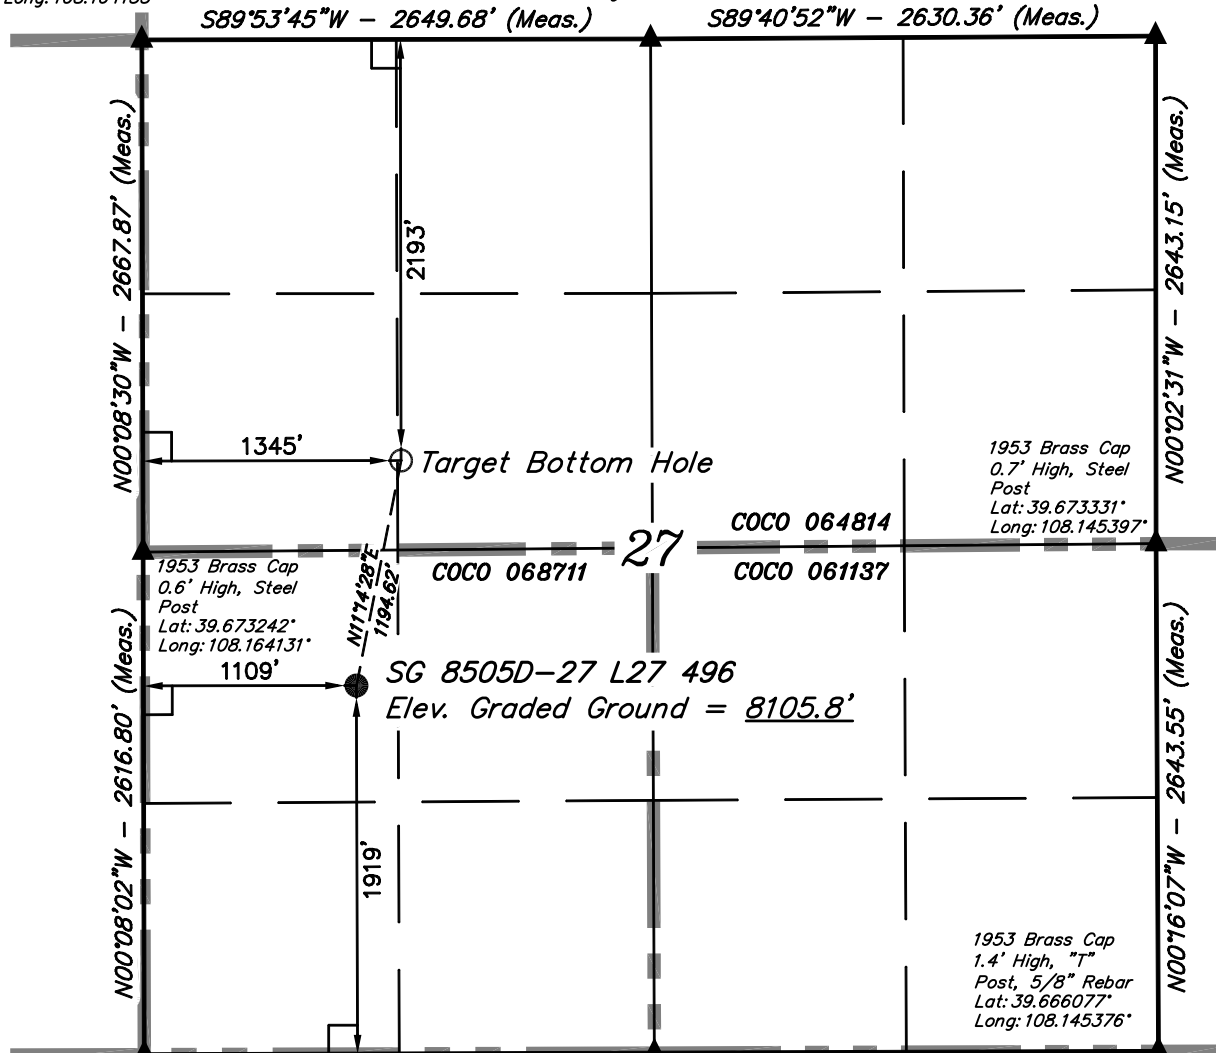 S89°53'45"W - 2649.68' (Meas.)
S89°40'52"W - 2630.36' (Meas.)
N00°08'30"W - 2667.87' (Meas.)
2193'
N00°02'31"W - 2643.15' (Meas.)
1345'
Target Bottom Hole
1953 Brass Cap
0.7' High, Steel
Post
Lat: 39.673331°
Long: 108.145397°
COCO 064814
27
COCO 068711
COCO 061137
1953 Brass Cap
0.6' High, Steel
Post
Lat: 39.673242°
Long: 108.164131°
N11°14'28"E
1194.62'
1109'
SG 8505D-27 L27 496
Elev. Graded Ground = 8105.8'
N00°08'02"W - 2616.80' (Meas.)
1919'
N00°16'07"W - 2643.55' (Meas.)
1953 Brass Cap
1.4' High, "T"
Post, 5/8" Rebar
Lat: 39.666077°
Long: 108.145376°